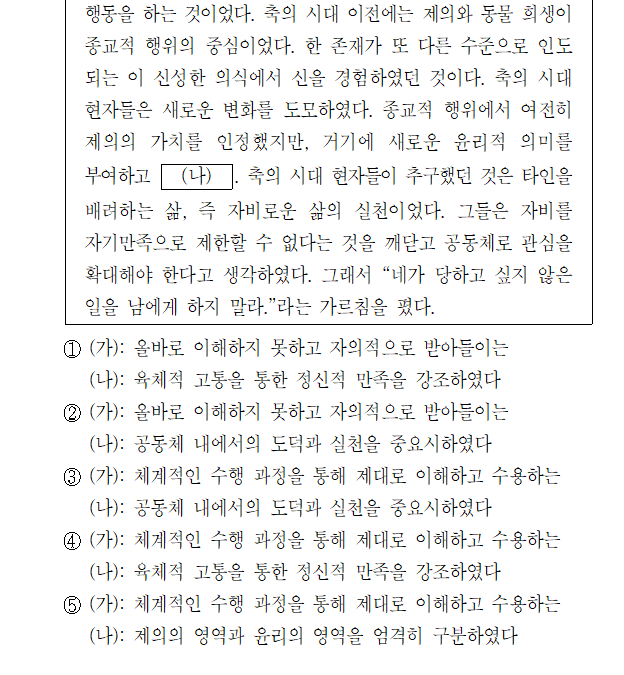 행동을 하는 것이었다. 축의 시대 이전에는 제의와 동물 희생이
종교적 행위의 중심이었다. 한 존재가 또 다른 수준으로 인도
되는 이 신성한 의식에서 신을 경험하였던 것이다. 축의 시대
현자들은 새로운 변화를 도모하였다. 종교적 행위에서 여전히
제의의 가치를 인정했지만, 거기에 새로운 윤리적 의미를
부여하고 (나) . 축의 시대 현자들이 추구했던 것은 타인을
배려하는 삶, 즉 자비로운 삶의 실천이었다. 그들은 자비를
자기만족으로 제한할 수 없다는 것을 깨닫고 공동체로 관심을
확대해야 한다고 생각하였다. 그래서 “네가 당하고 싶지 않은
일을 남에게 하지 말라.”라는 가르침을 폈다.
① (가): 올바로 이해하지 못하고 자의적으로 받아들이는
(나): 육체적 고통을 통한 정신적 만족을 강조하였다
② (가): 올바로 이해하지 못하고 자의적으로 받아들이는
(나): 공동체 내에서의 도덕과 실천을 중요시하였다
③ (가): 체계적인 수행 과정을 통해 제대로 이해하고 수용하는
(나): 공동체 내에서의 도덕과 실천을 중요시하였다
④ (가): 체계적인 수행 과정을 통해 제대로 이해하고 수용하는
(나): 육체적 고통을 통한 정신적 만족을 강조하였다
⑤ (가): 체계적인 수행 과정을 통해 제대로 이해하고 수용하는
(나): 제의의 영역과 윤리의 영역을 엄격히 구분하였다